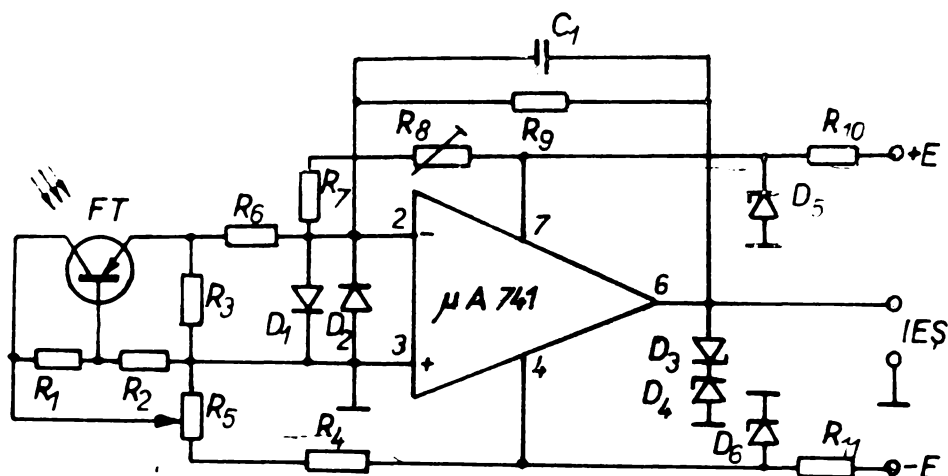 C1
R8
R9
R10
+E
R7
D5
FT
R6
2
-
7
μA 741
6
R3
D1
D2
3
+
4
D3
IEȘ
R1
R2
R5
R4
D4
D6
R11
-E